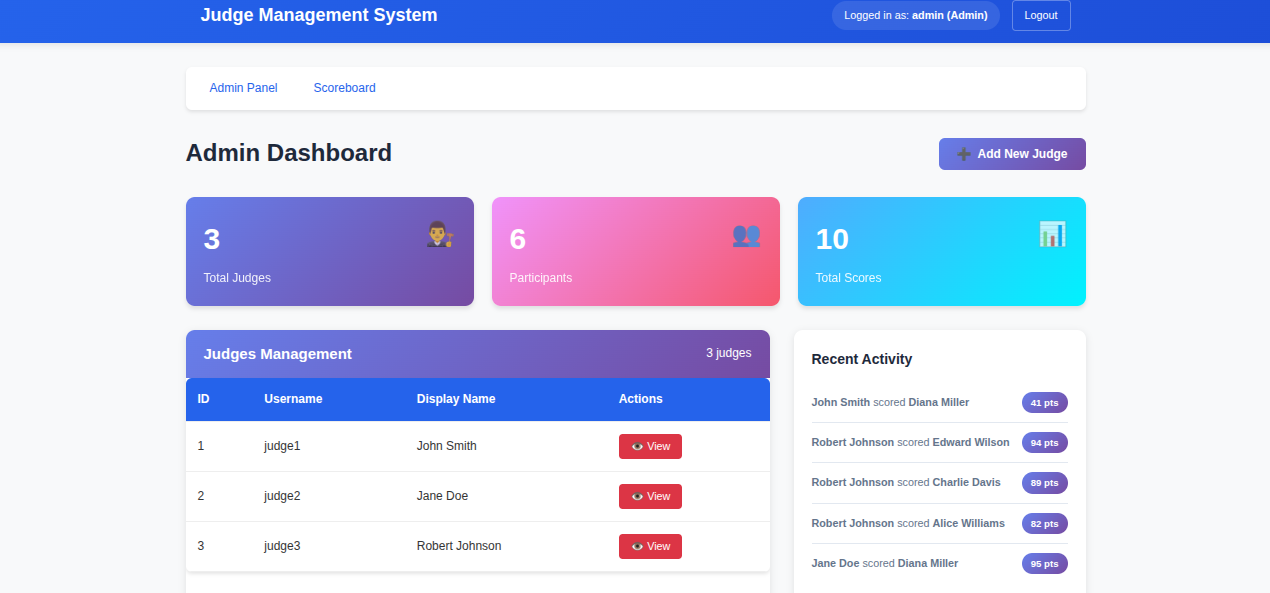 Judge Management System
Logged in as: admin (Admin)
Logout
Admin Panel
Scoreboard
Admin Dashboard
➕ Add New Judge
3
Total Judges
6
Participants
10
Total Scores
Judges Management
3 judges
ID Username Display Name Actions
1 judge1 John Smith View
2 judge2 Jane Doe View
3 judge3 Robert Johnson View
Recent Activity
John Smith scored Diana Miller 41 pts
Robert Johnson scored Edward Wilson 94 pts
Robert Johnson scored Charlie Davis 89 pts
Robert Johnson scored Alice Williams 82 pts
Jane Doe scored Diana Miller 95 pts